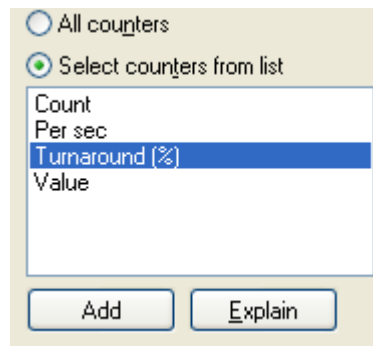 All counters
Select counters from list
Count
Per sec
Turnaround (%)
Value
Add Explain